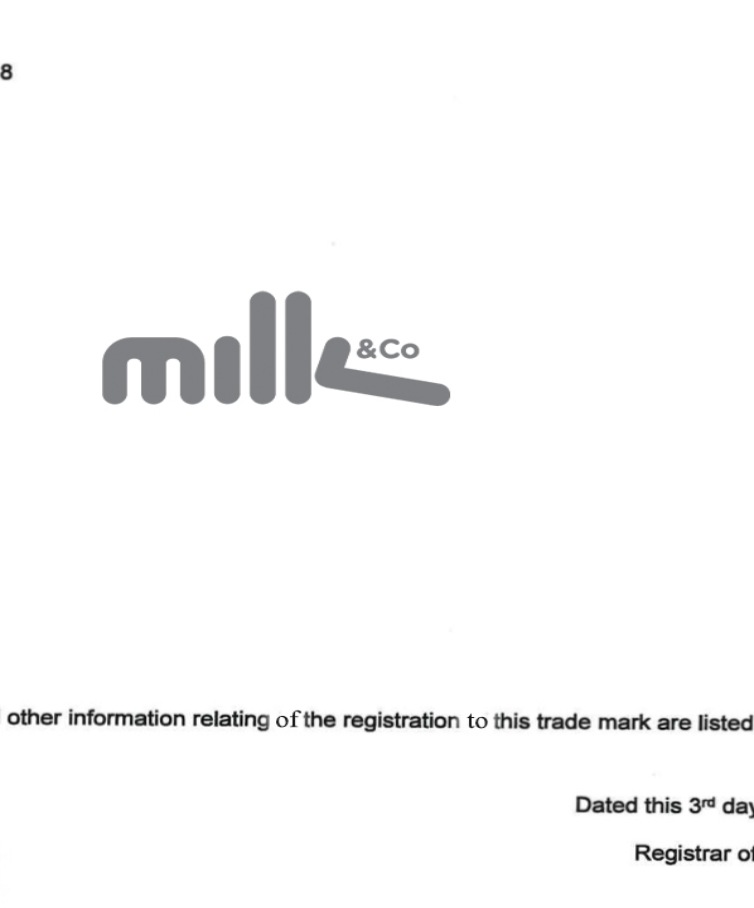 8
milk &Co
other information relating of the registration to this trade mark are listed
Dated this 3rd day
Registrar of